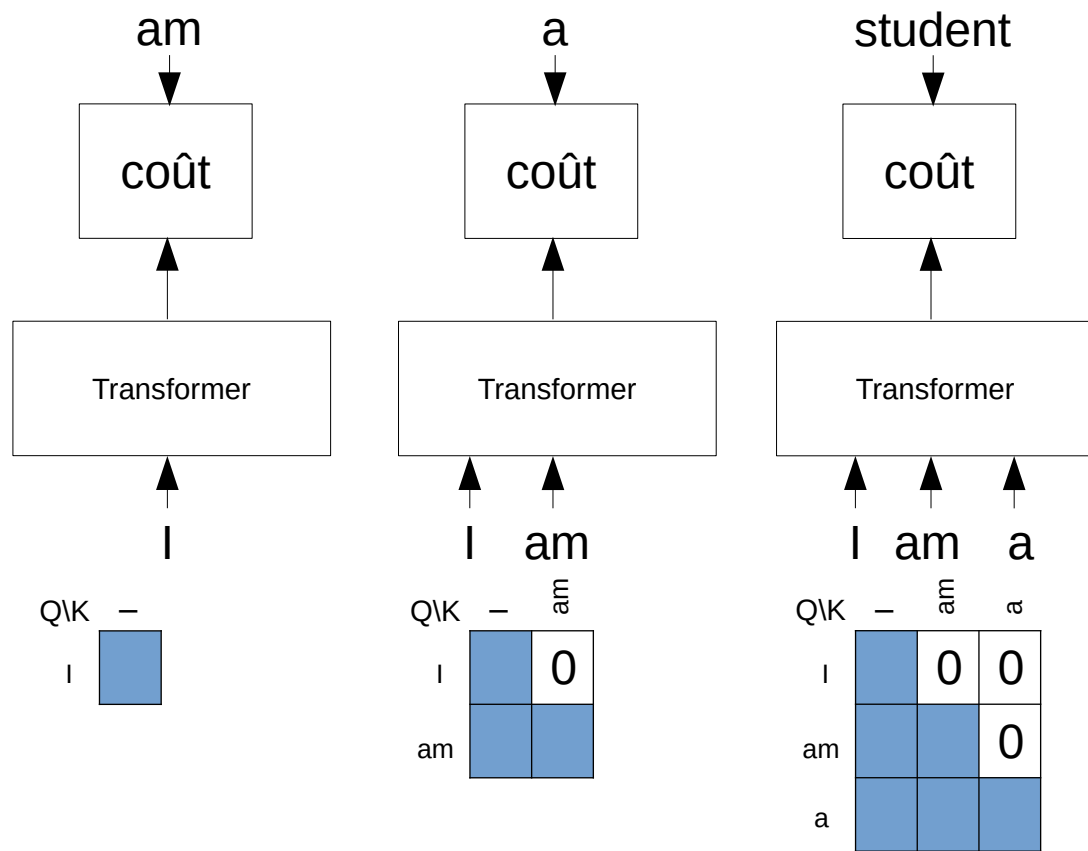 am a student
coût coût coût
Transformer Transformer Transformer
I I am I am a
Q\K I Q\K I am Q\K I am a
I I 0 I 0 0
am am 0
a